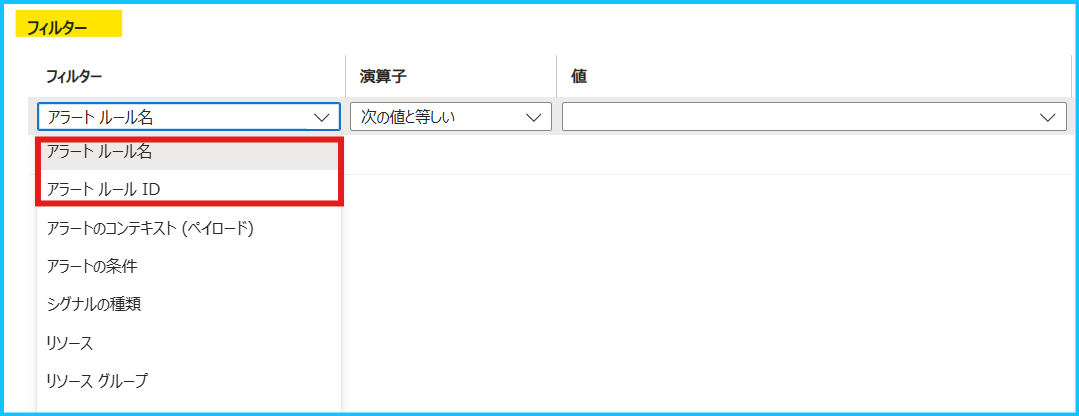 フィルター
フィルター 演算子 値
アラート ルール名 次の値と等しい
アラート ルール名
アラート ルール ID
アラートのコンテキスト (ペイロード)
アラートの条件
シグナルの種類
リソース
リソース グループ